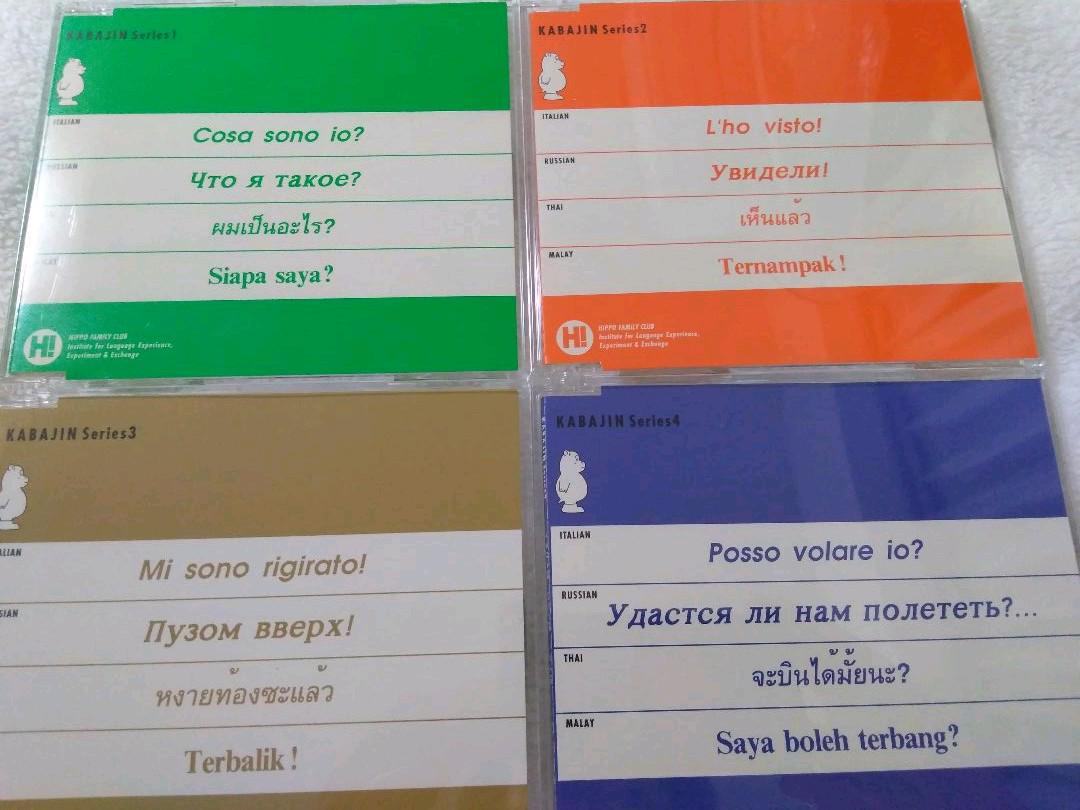 KABAJIN Series1
ITALIAN
Cosa sono io?
RUSSIAN
Что я такое?
ผมเป็นอะไร?
Siapa saya?
H!
HIPPO FAMILY CLUB
Institute for Language Experience,
Experiment & Exchange
KABAJIN Series2
ITALIAN
L'ho visto!
RUSSIAN
Увидели!
THAI
เห็นแล้ว
MALAY
Ternampak!
H!
HIPPO FAMILY CLUB
Institute for Language Experience,
Experiment & Exchange
KABAJIN Series3
ALIAN
Mi sono rigirato!
SIAN
Пузом вверх!
หงายท้องซะแล้ว
Terbalik!
KABAJIN Series4
ITALIAN
Posso volare io?
RUSSIAN
Удастся ли нам полететь?...
THAI
จะบินได้มั้ยนะ?
MALAY
Saya boleh terbang?